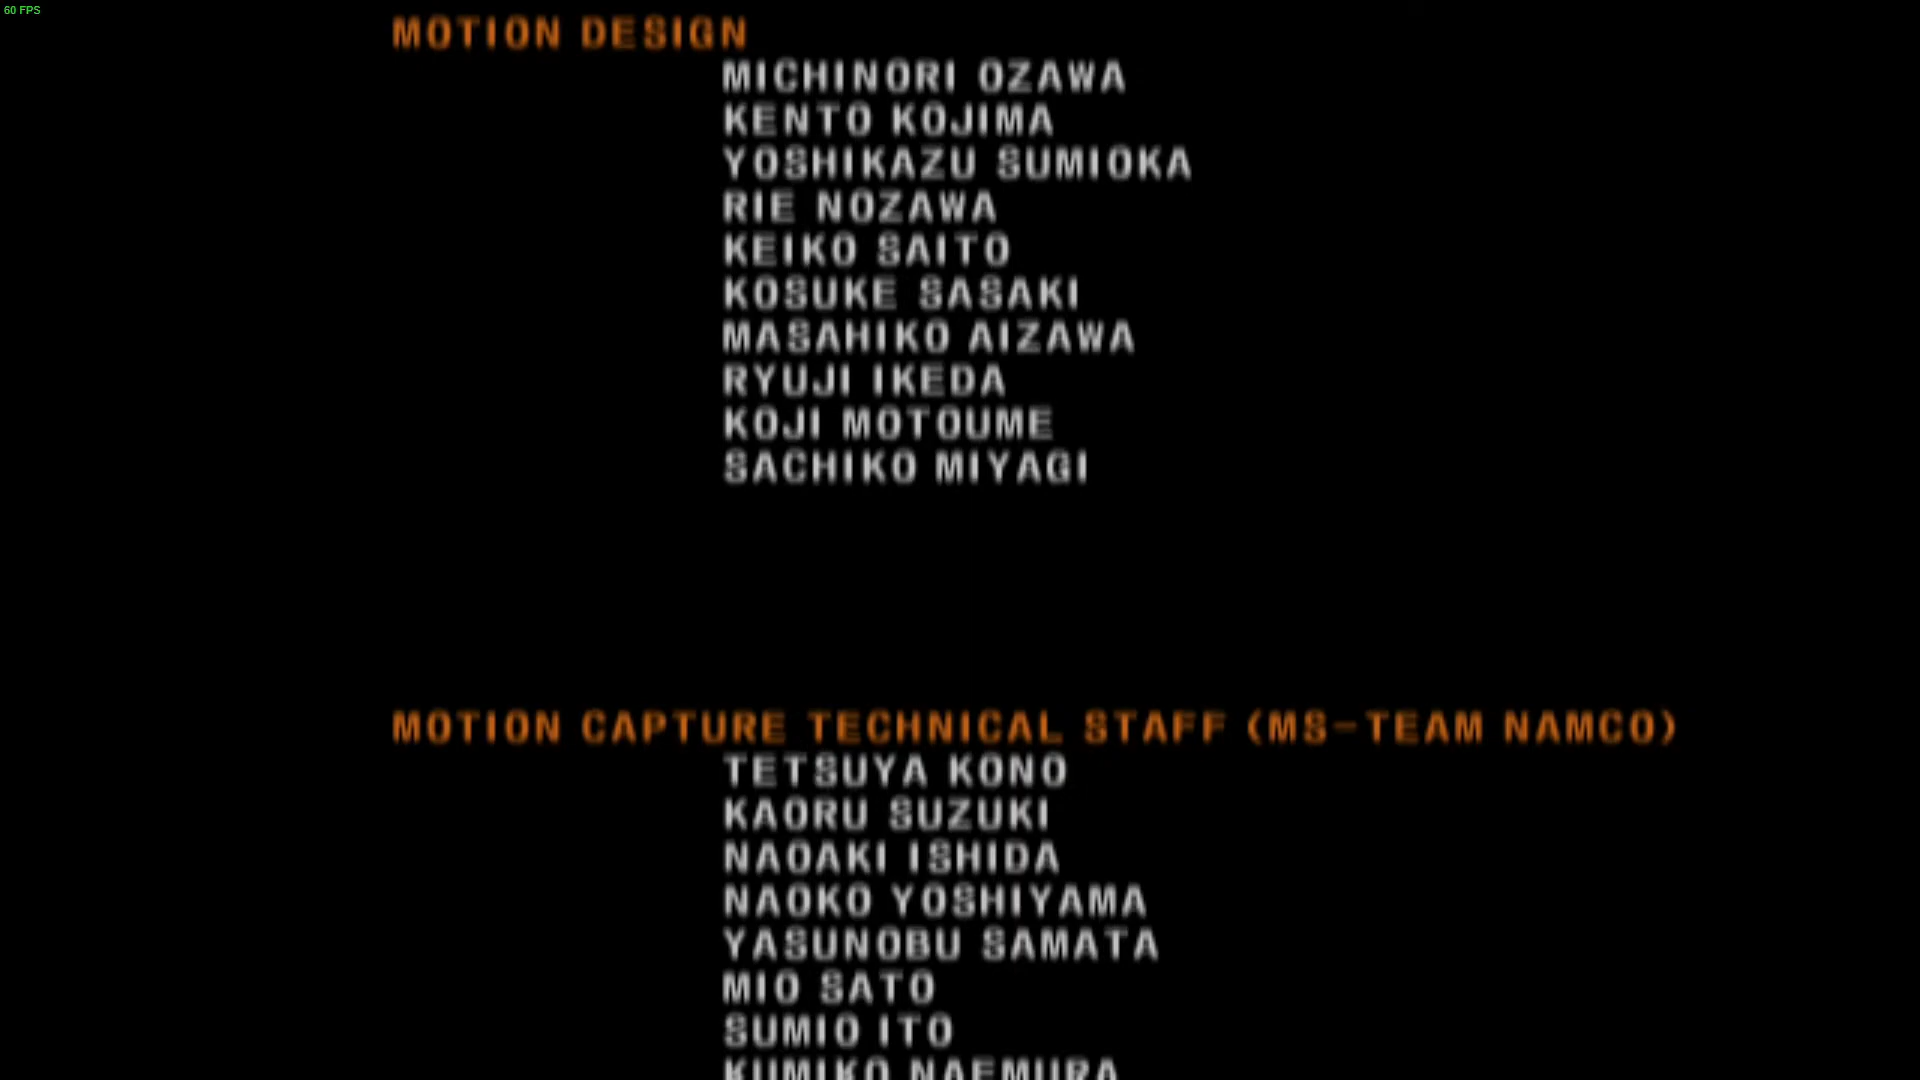 60 FPS
MOTION DESIGN
MICHINORI OZAWA
KENTO KOJIMA
YOSHIKAZU SUMIOKA
RIE NOZAWA
KEIKO SAITO
KOSUKE SASAKI
MASAHIKO AIZAWA
RYUJI IKEDA
KOJI MOTOUME
SACHIKO MIYAGI
MOTION CAPTURE TECHNICAL STAFF (MS-TEAM NAMCO)
TETSUYA KONO
KAORU SUZUKI
NAOAKI ISHIDA
NAOKO YOSHIYAMA
YASUNOBU SAMATA
MIO SATO
SUMIO ITO
KUMIKO NAEMURA